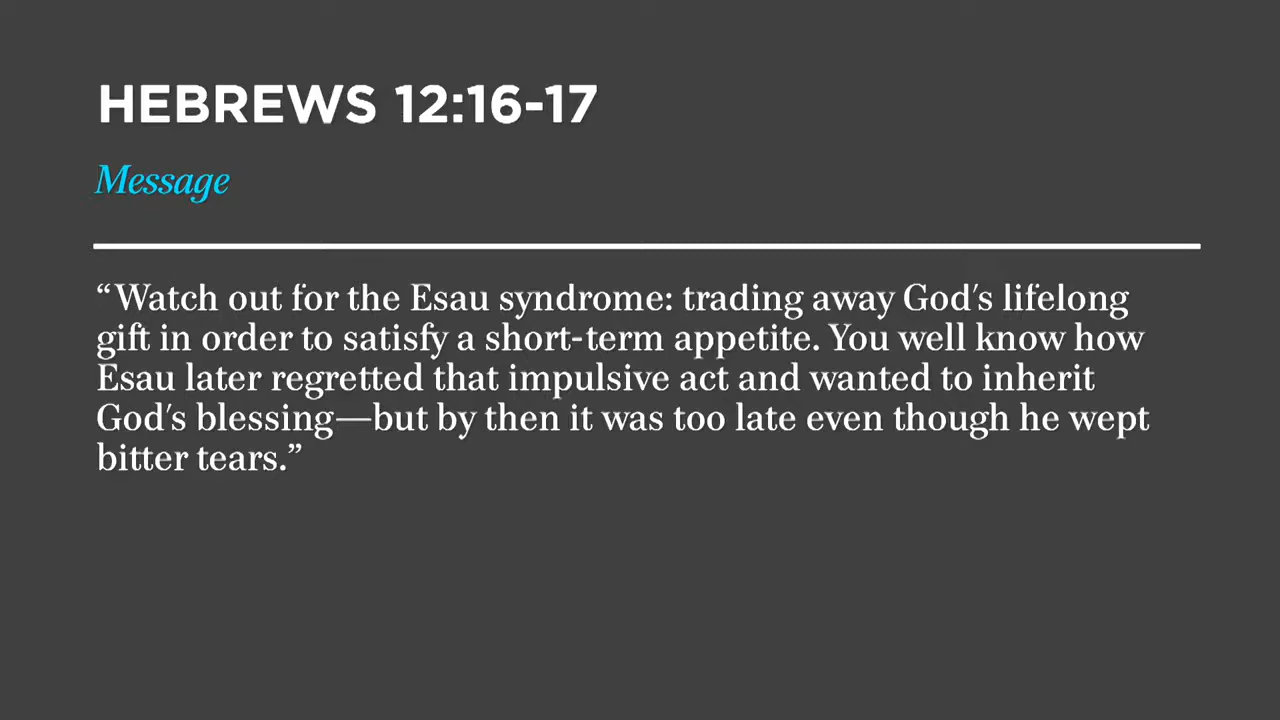 HEBREWS 12:16-17
Message
“Watch out for the Esau syndrome: trading away God's lifelong
gift in order to satisfy a short-term appetite. You well know how
Esau later regretted that impulsive act and wanted to inherit
God's blessing—but by then it was too late even though he wept
bitter tears.”